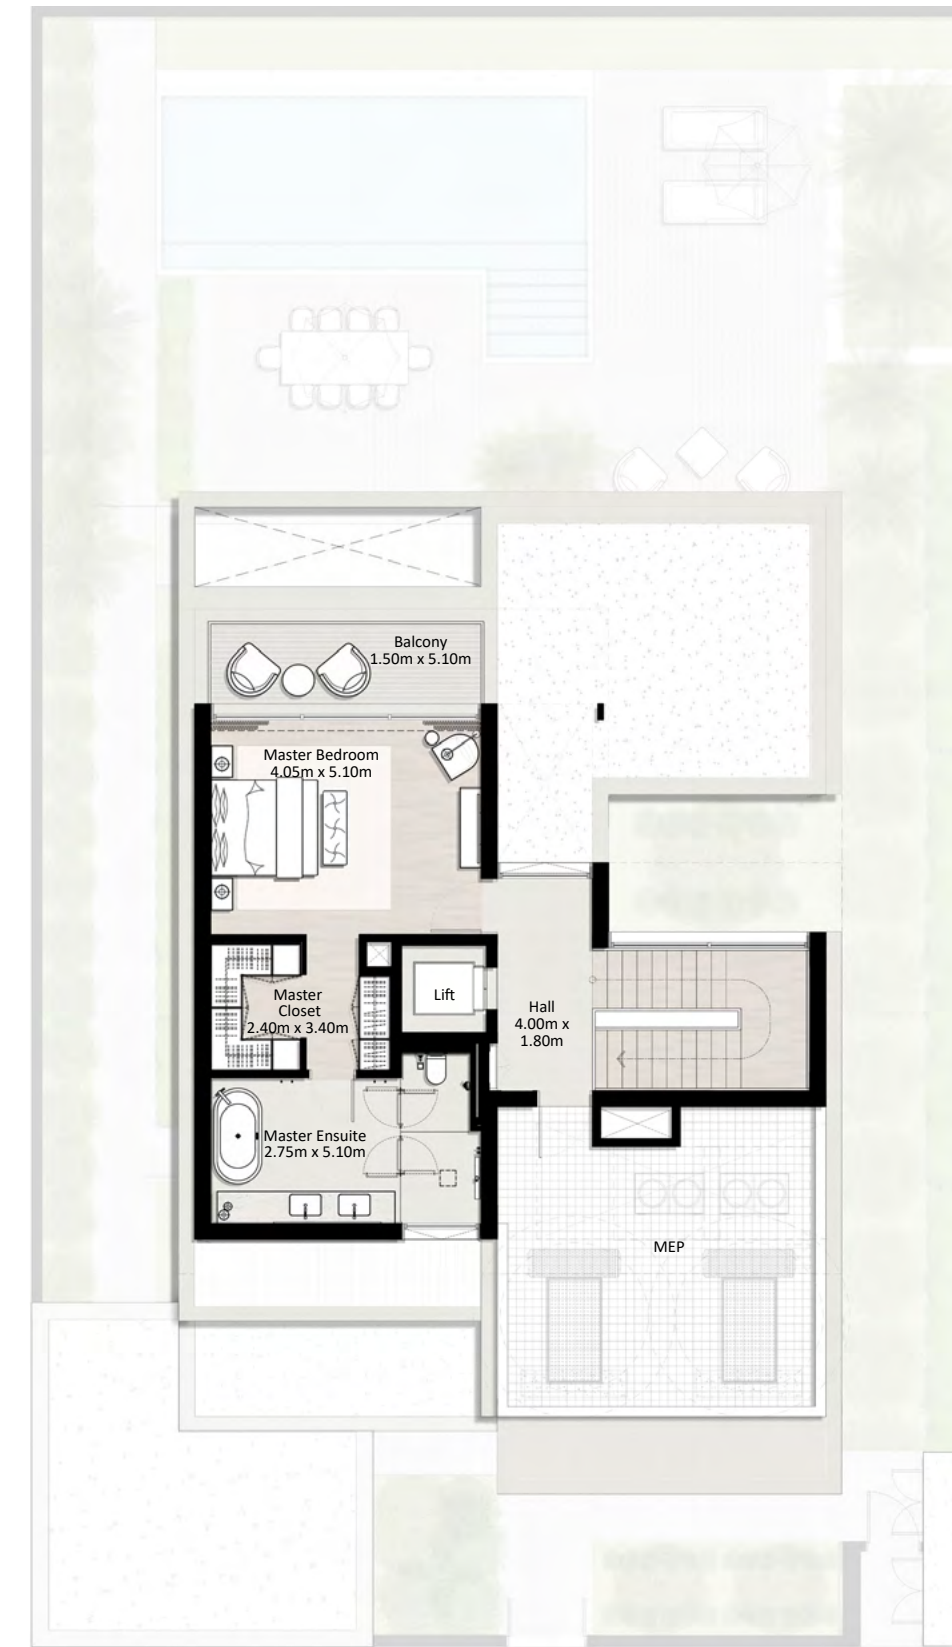 Balcony
1.50m x 5.10m
Master Bedroom
4.05m x 5.10m
Master
Closet
2.40m x 3.40m
Lift
Hall
4.00m x
1.80m
Master Ensuite
2.75m x 5.10m
MEP